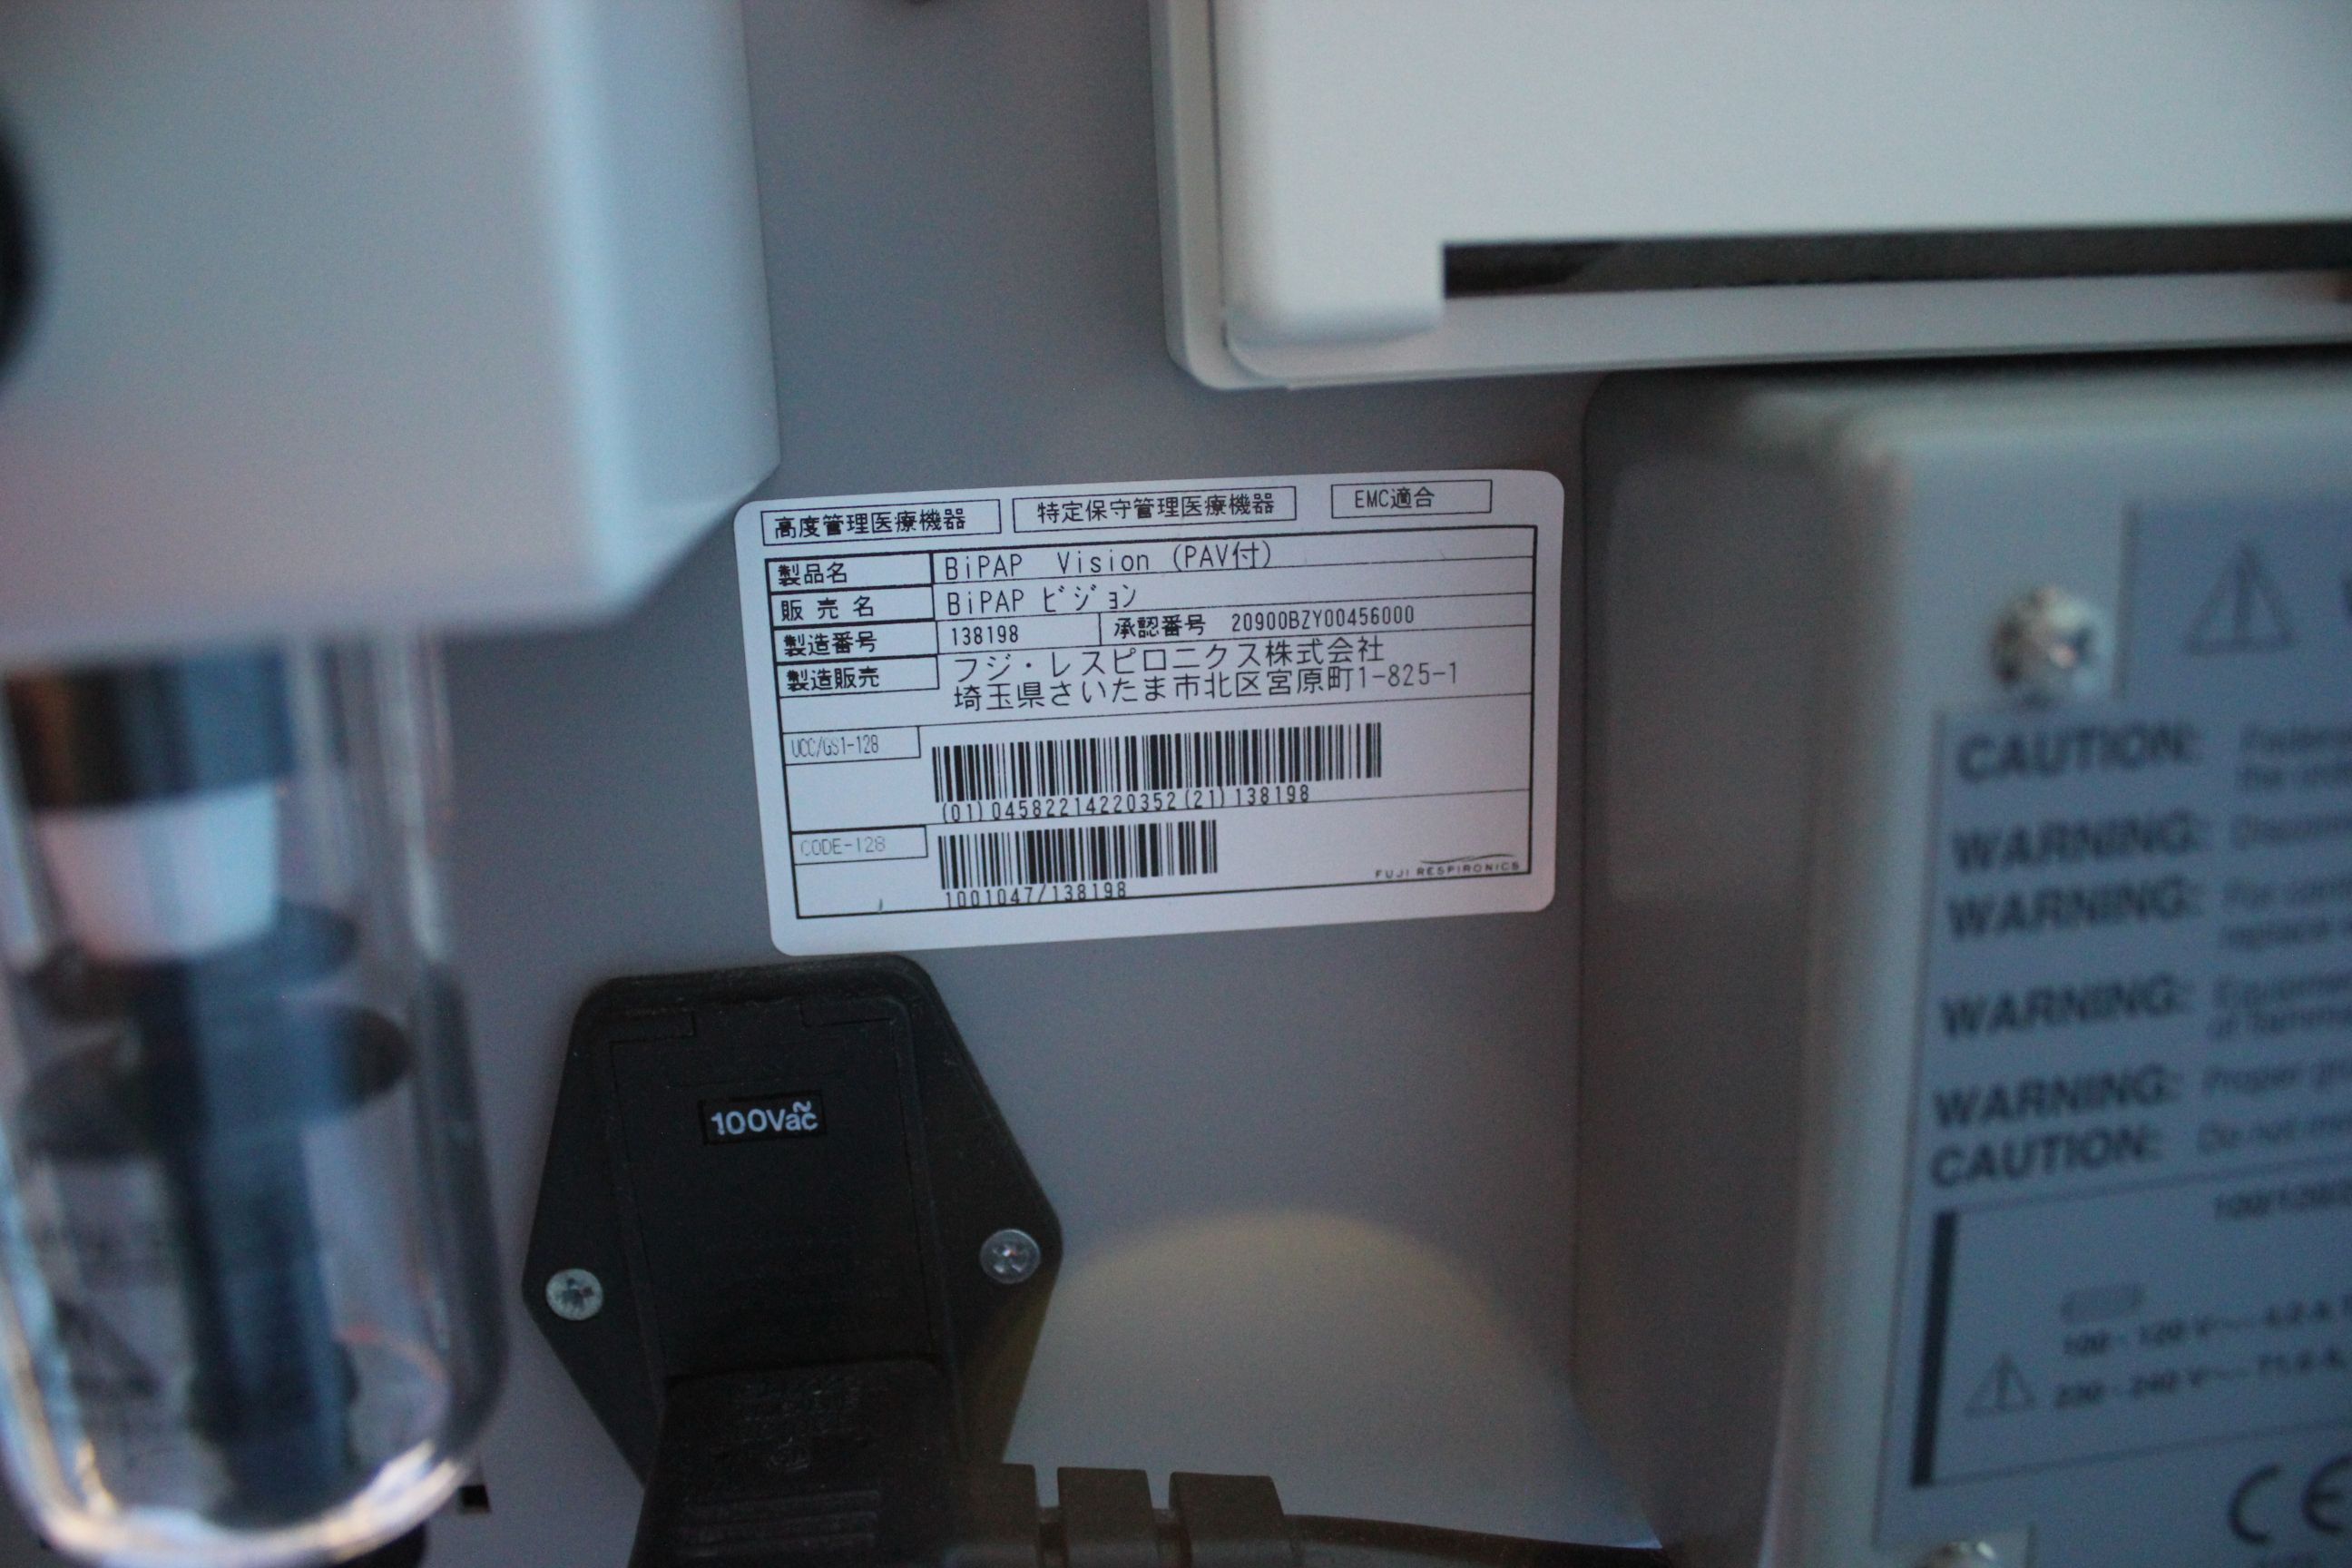 高度管理医療機器 特定保守管理医療機器 EMC適合
製品名 BiPAP Vision (PAV付)
販売名 BiPAP ビジョン
製造番号 138198 承認番号 20900BZY00456000
製造販売 フジ・レスピロニクス株式会社
埼玉県さいたま市北区宮原町1-825-1
UCC/GS1-128
(01)04582214220352(21)138198
CODE-128
1001047/138198
FUJI RESPIRONICS
100Vac~
CAUTION:
WARNING:
WARNING:
WARNING:
WARNING: Proper
CAUTION: Do not
CE